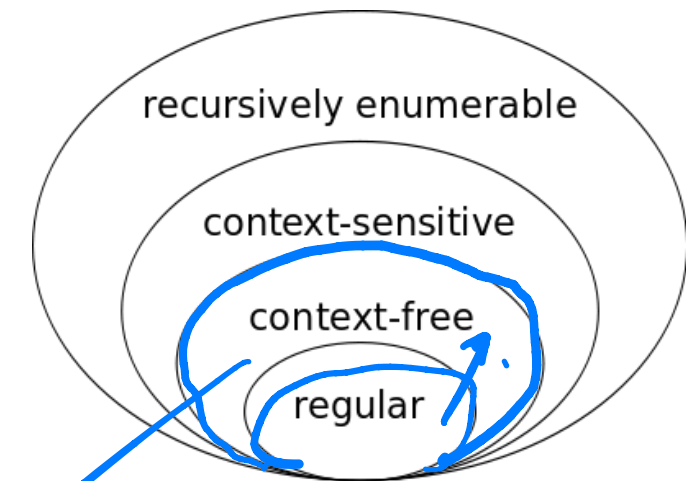 recursively enumerable
context-sensitive
context-free
regular